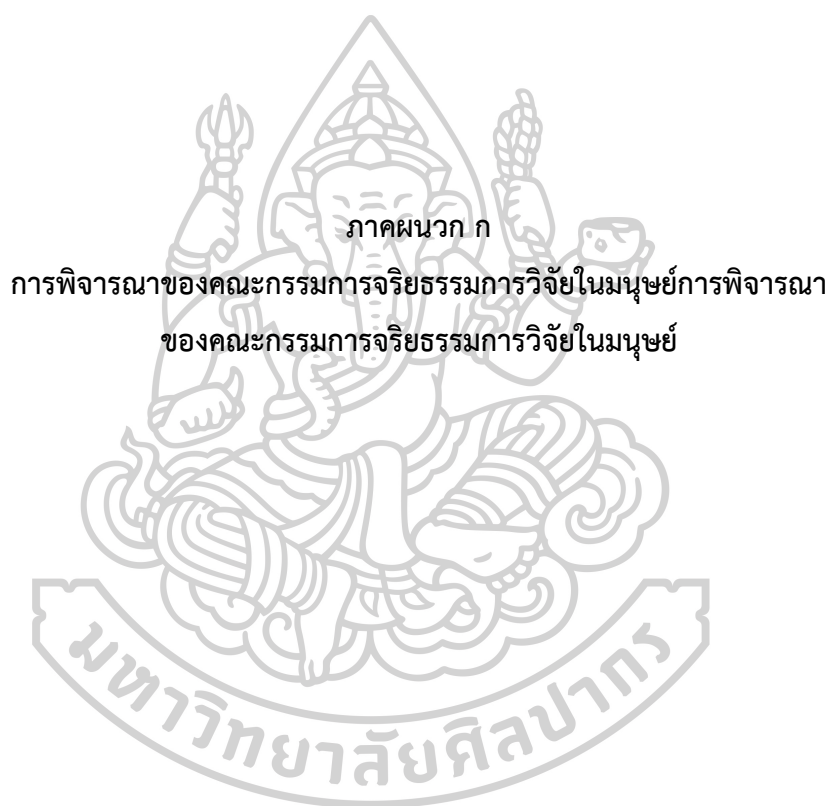 ภาคผนวก ก
การพิจารณาของคณะกรรมการจริยธรรมการวิจัยในมนุษย์การพิจารณา
ของคณะกรรมการจริยธรรมการวิจัยในมนุษย์
มหาวิทยาลัยศิลปากร